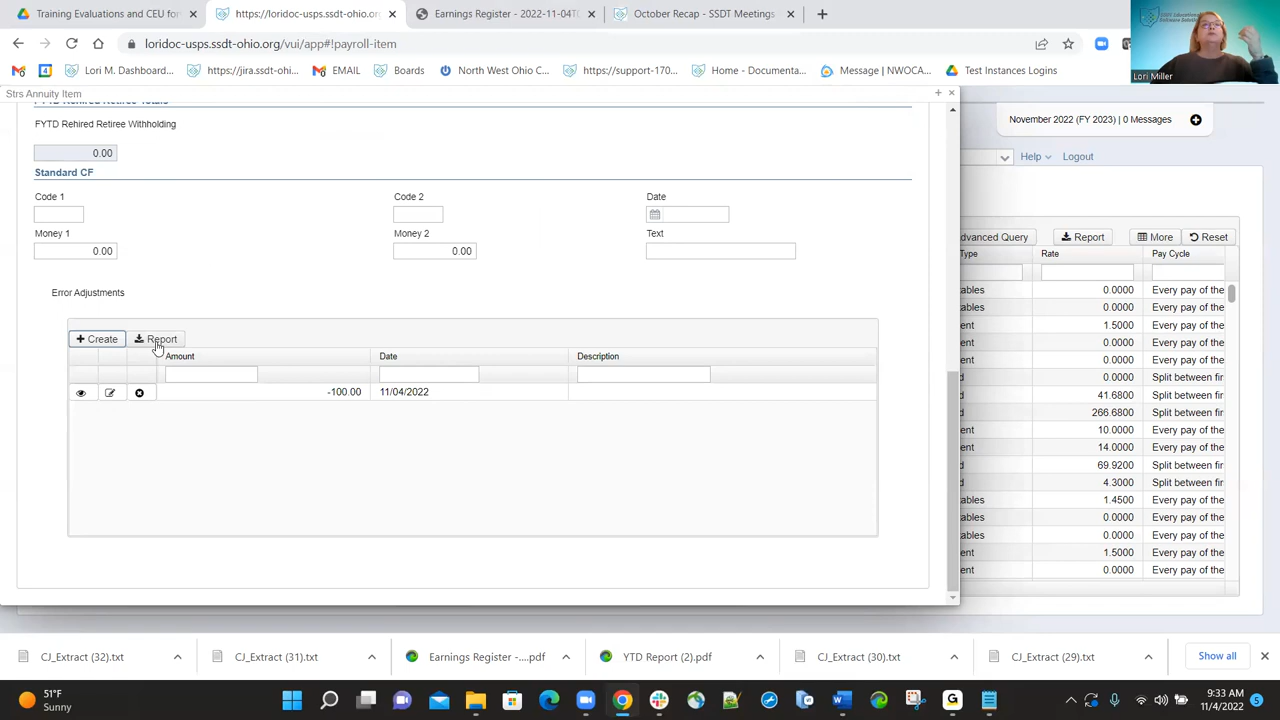 Training Evaluations and CEU for
https://loridoc-usps.ssdt-ohio.org/
Earnings register - 2022-11-04T0
October Recap - SSDT Meetings
loridoc-usps.ssdt-ohio.org/vui/app#!payroll-item
Lori M. Dashboard...
https://jira.ssdt-ohi...
EMAIL
Boards
North West Ohio C...
https://support-170...
Home - Documenta...
Message | NWOCA...
Test Instances Logins
Lori Miller
Strs Annuity Item
FYTD Rehired Retiree Totals
FYTD Rehired Retiree Withholding
0.00
Standard CF
Code 1
Code 2
Date
Money 1
Money 2
Text
0.00
0.00
Error Adjustments
Create
Report
Amount
Date
Description
-100.00
11/04/2022
November 2022 (FY 2023) | 0 Messages
Help
Logout
dvanced Query
Report
More
Reset
Type
Rate
Pay Cycle
ables 0.0000 Every pay of the
ables 0.0000 Every pay of the
ent 1.5000 Every pay of the
ent 0.0000 Every pay of the
ent 0.0000 Every pay of the
d 0.0000 Split between fir
d 41.6800 Split between fir
d 266.6800 Split between fir
ent 10.0000 Every pay of the
ent 14.0000 Every pay of the
d 69.9200 Split between fir
d 4.3000 Split between fir
ables 1.4500 Every pay of the
ables 0.0000 Every pay of the
ables 0.0000 Every pay of the
ent 1.5000 Every pay of the
ent 0.0000 Every pay of the
CJ_Extract (32).txt
CJ_Extract (31).txt
Earnings Register -....pdf
YTD Report (2).pdf
CJ_Extract (30).txt
CJ_Extract (29).txt
Show all
51°F
Sunny
9:33 AM
11/4/2022
5